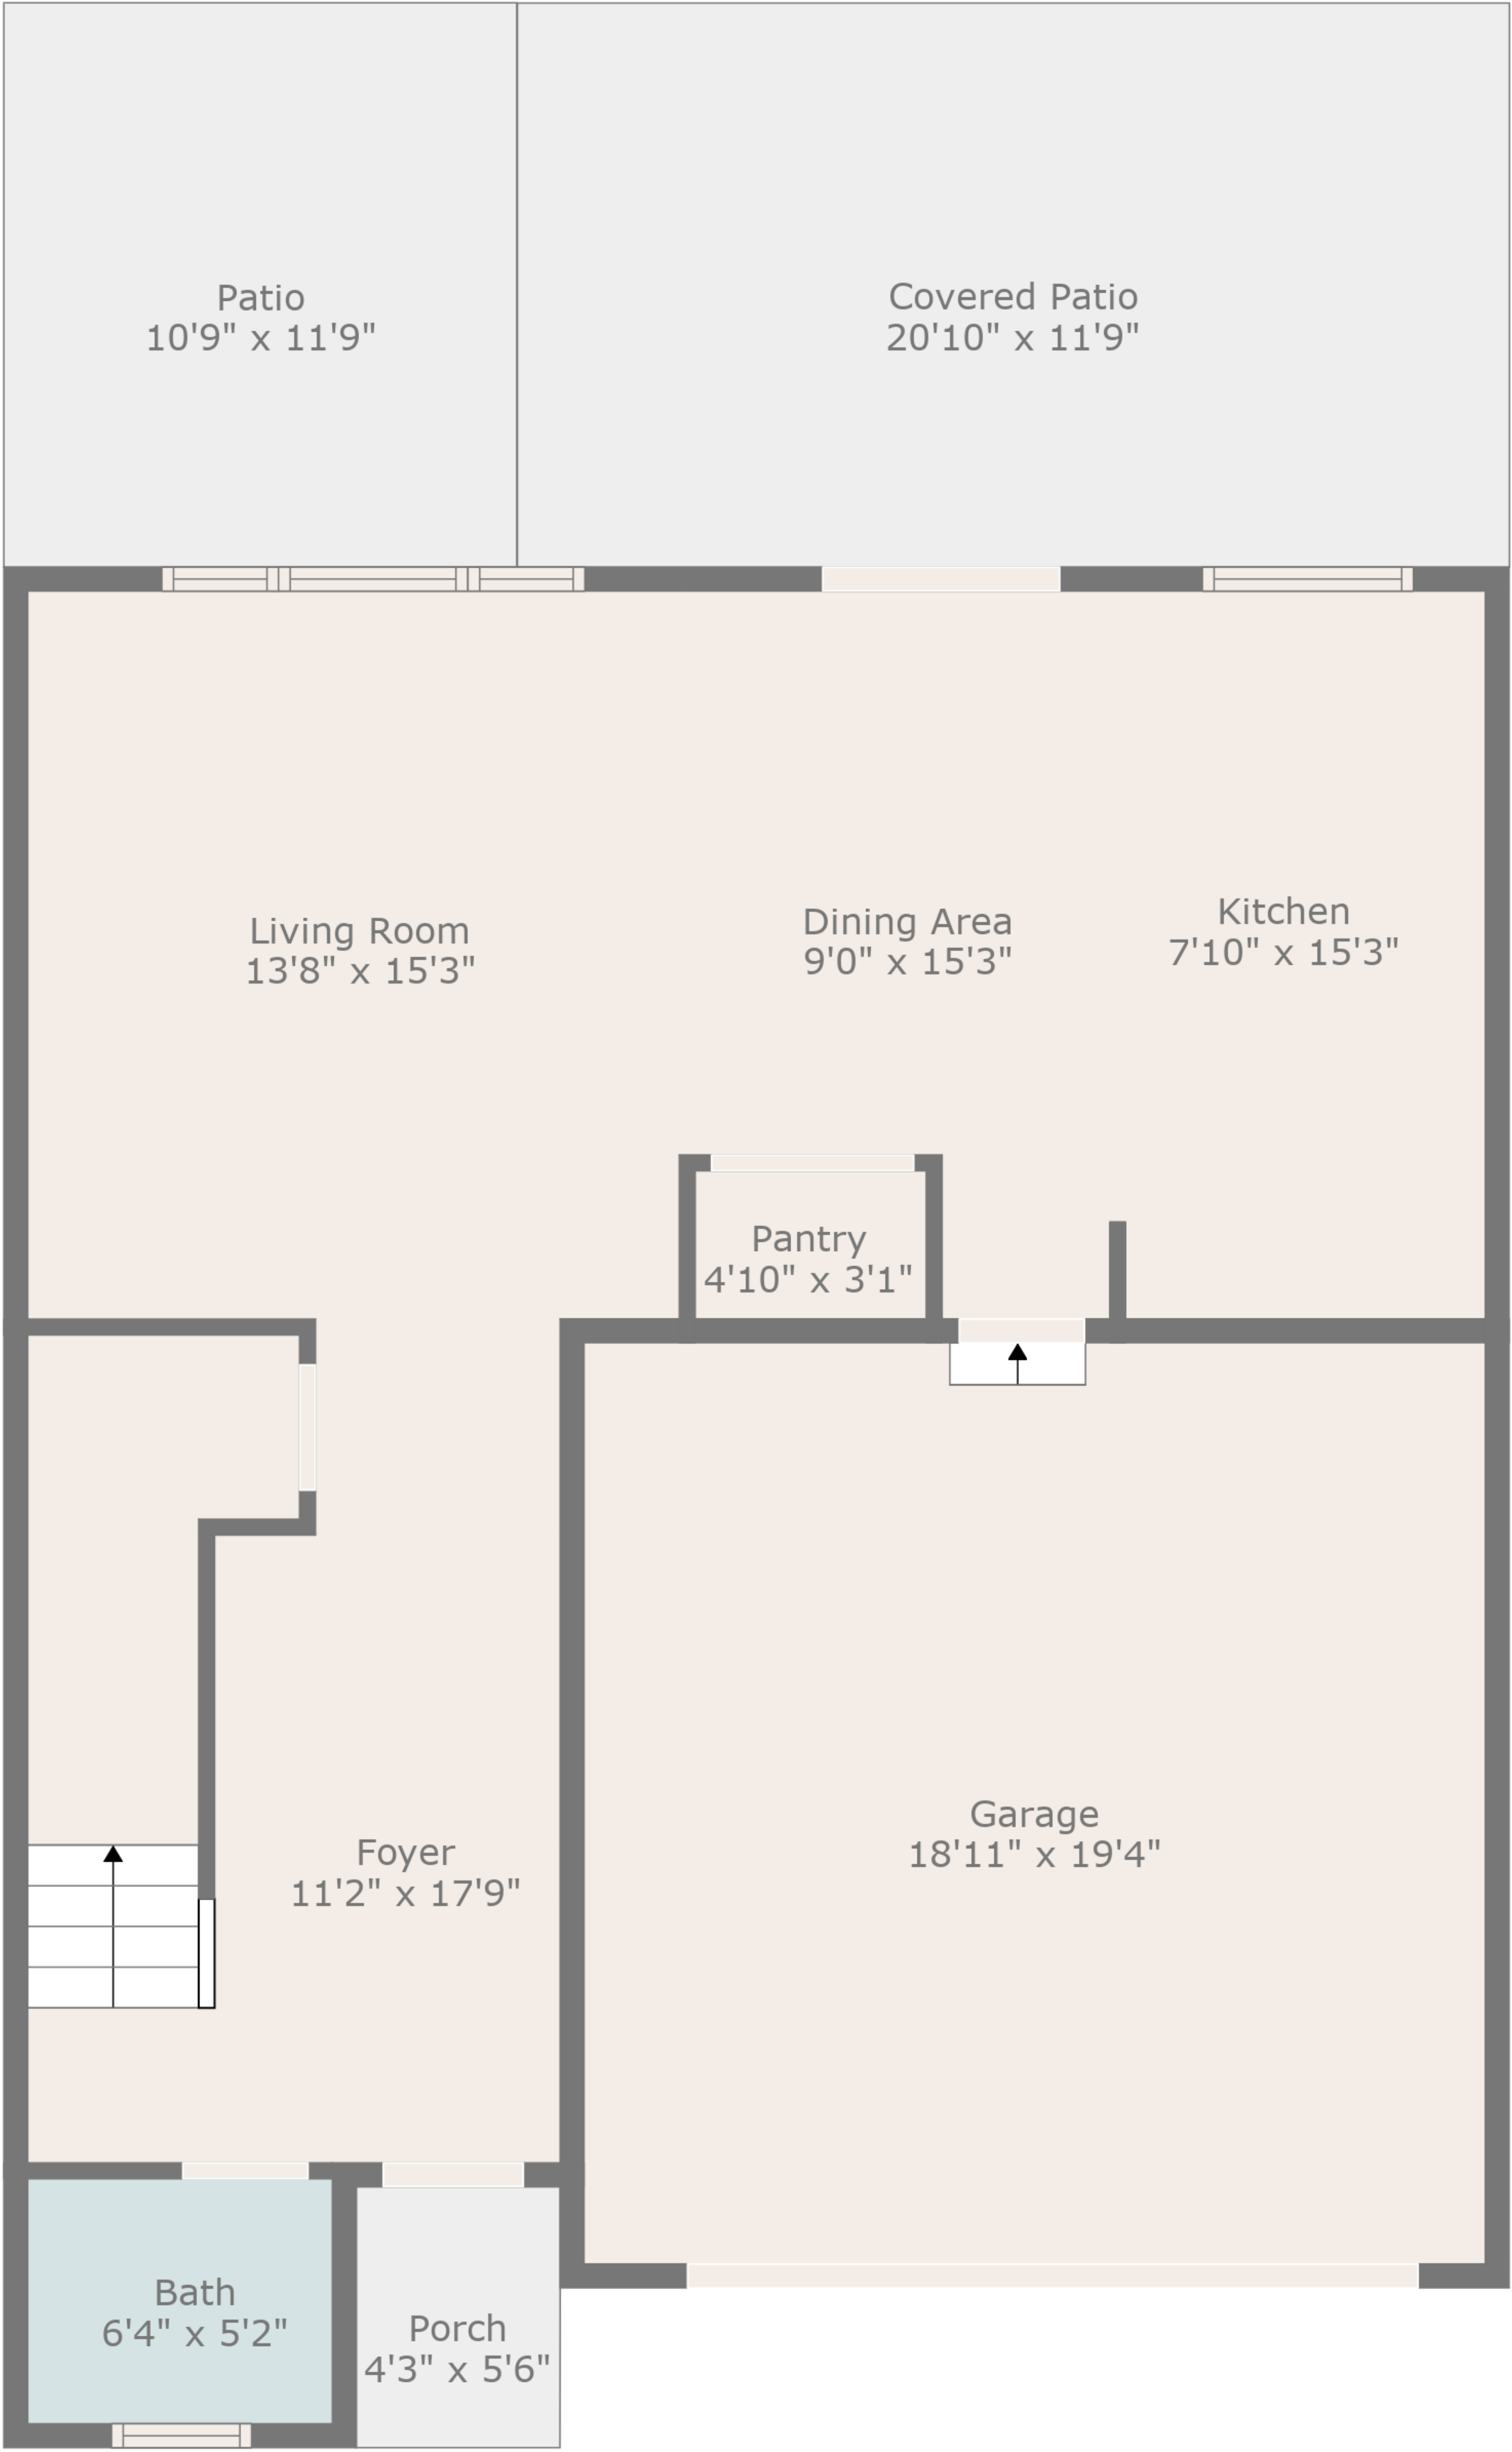 Patio
10'9" x 11'9"
Covered Patio
20'10" x 11'9"
Living Room
13'8" x 15'3"
Dining Area
9'0" x 15'3"
Kitchen
7'10" x 15'3"
Pantry
4'10" x 3'1"
Garage
18'11" x 19'4"
Foyer
11'2" x 17'9"
Bath
6'4" x 5'2"
Porch
4'3" x 5'6"